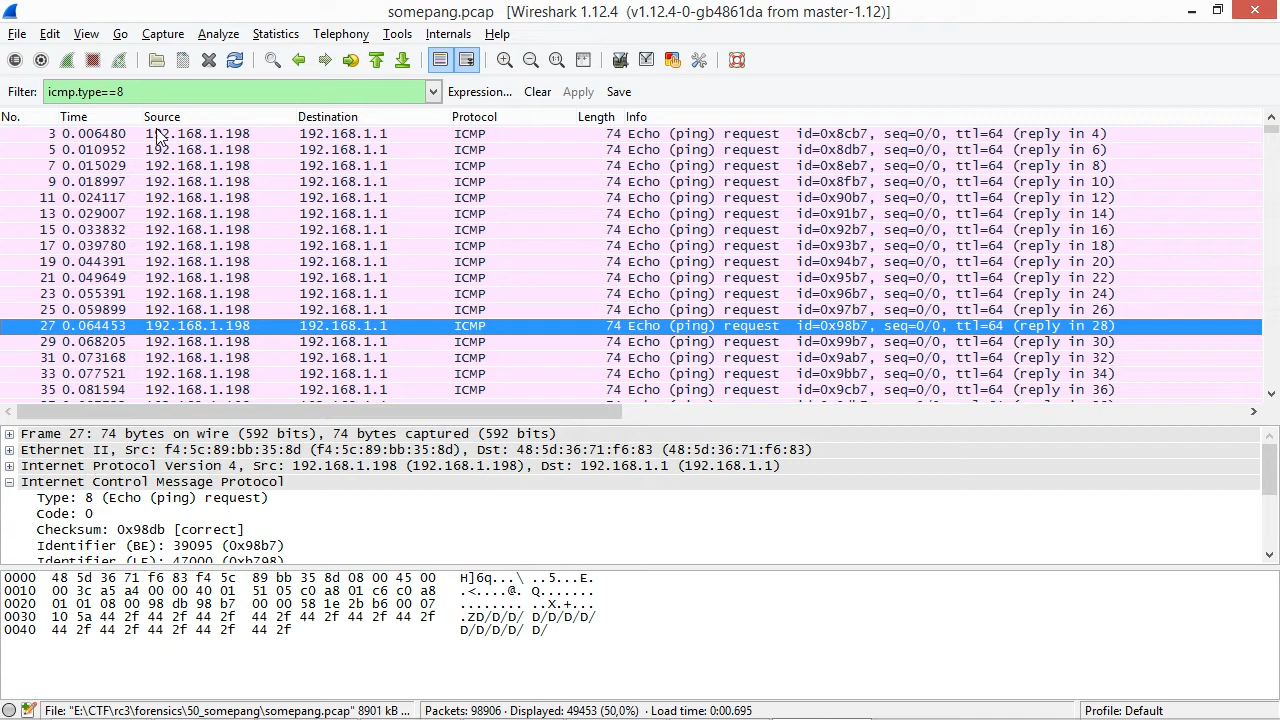 somepang.pcap [Wireshark 1.12.4 (v1.12.4-0-gb4861da from master-1.12)]
File Edit View Go Capture Analyze Statistics Telephony Tools Internals Help
Filter: icmp.type==8 Expression... Clear Apply Save
No. Time Source Destination Protocol Length Info
3 0.006480 192.168.1.198 192.168.1.1 ICMP 74 Echo (ping) request id=0x8cb7, seq=0/0, ttl=64 (reply in 4)
5 0.010952 192.168.1.198 192.168.1.1 ICMP 74 Echo (ping) request id=0x8db7, seq=0/0, ttl=64 (reply in 6)
7 0.015029 192.168.1.198 192.168.1.1 ICMP 74 Echo (ping) request id=0x8eb7, seq=0/0, ttl=64 (reply in 8)
9 0.018997 192.168.1.198 192.168.1.1 ICMP 74 Echo (ping) request id=0x8fb7, seq=0/0, ttl=64 (reply in 10)
11 0.024117 192.168.1.198 192.168.1.1 ICMP 74 Echo (ping) request id=0x90b7, seq=0/0, ttl=64 (reply in 12)
13 0.029007 192.168.1.198 192.168.1.1 ICMP 74 Echo (ping) request id=0x91b7, seq=0/0, ttl=64 (reply in 14)
15 0.033832 192.168.1.198 192.168.1.1 ICMP 74 Echo (ping) request id=0x92b7, seq=0/0, ttl=64 (reply in 16)
17 0.039780 192.168.1.198 192.168.1.1 ICMP 74 Echo (ping) request id=0x93b7, seq=0/0, ttl=64 (reply in 18)
19 0.044391 192.168.1.198 192.168.1.1 ICMP 74 Echo (ping) request id=0x94b7, seq=0/0, ttl=64 (reply in 20)
21 0.049649 192.168.1.198 192.168.1.1 ICMP 74 Echo (ping) request id=0x95b7, seq=0/0, ttl=64 (reply in 22)
23 0.055391 192.168.1.198 192.168.1.1 ICMP 74 Echo (ping) request id=0x96b7, seq=0/0, ttl=64 (reply in 24)
25 0.059899 192.168.1.198 192.168.1.1 ICMP 74 Echo (ping) request id=0x97b7, seq=0/0, ttl=64 (reply in 26)
27 0.064453 192.168.1.198 192.168.1.1 ICMP 74 Echo (ping) request id=0x98b7, seq=0/0, ttl=64 (reply in 28)
29 0.068205 192.168.1.198 192.168.1.1 ICMP 74 Echo (ping) request id=0x99b7, seq=0/0, ttl=64 (reply in 30)
31 0.073168 192.168.1.198 192.168.1.1 ICMP 74 Echo (ping) request id=0x9ab7, seq=0/0, ttl=64 (reply in 32)
33 0.077521 192.168.1.198 192.168.1.1 ICMP 74 Echo (ping) request id=0x9bb7, seq=0/0, ttl=64 (reply in 34)
35 0.081594 192.168.1.198 192.168.1.1 ICMP 74 Echo (ping) request id=0x9cb7, seq=0/0, ttl=64 (reply in 36)
Frame 27: 74 bytes on wire (592 bits), 74 bytes captured (592 bits)
Ethernet II, Src: f4:5c:89:bb:35:8d (f4:5c:89:bb:35:8d), Dst: 48:5d:36:71:f6:83 (48:5d:36:71:f6:83)
Internet Protocol Version 4, Src: 192.168.1.198 (192.168.1.198), Dst: 192.168.1.1 (192.168.1.1)
Internet Control Message Protocol
Type: 8 (Echo (ping) request)
Code: 0
Checksum: 0x98db [correct]
Identifier (BE): 39095 (0x98b7)
Identifier (LE): 47000 (0xb798)
0000 48 5d 36 71 f6 83 f4 5c 89 bb 35 8d 08 00 45 00 H]6q...\ ..5...E.
0010 00 3c a5 a4 00 00 40 01 51 05 c0 a8 01 c6 c0 a8 .<....@. Q.......
0020 01 01 08 00 98 db 98 b7 00 00 58 1e 2b b6 00 07 ........ ..X.+...
0030 10 5a 44 2f 44 2f 44 2f 44 2f 44 2f 44 2f 44 2f .ZD/D/D/ D/D/D/D/
0040 44 2f 44 2f 44 2f 44 2f 44 2f D/D/D/D/ D/
File: "E:\CTF\rc3\forensics\50_somepang\somepang.pcap" 8901 kB ... Packets: 98906 · Displayed: 49453 (50,0%) · Load time: 0:00.695 Profile: Default